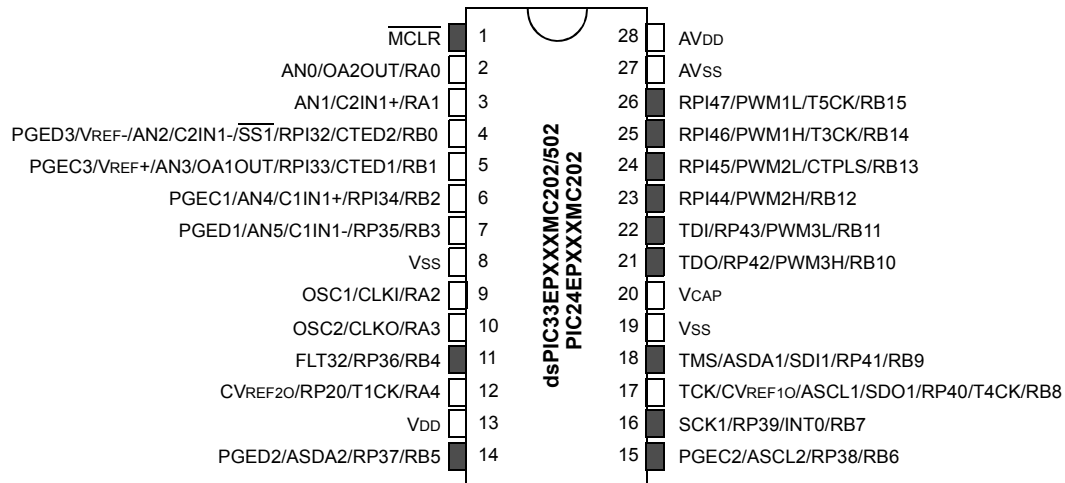 MCLR 1
AN0/OA2OUT/RA0 2
AN1/C2IN1+/RA1 3
PGED3/VREF-/AN2/C2IN1-/SS1/RPI32/CTED2/RB0 4
PGEC3/VREF+/AN3/OA1OUT/RPI33/CTED1/RB1 5
PGEC1/AN4/C1IN1+/RPI34/RB2 6
PGED1/AN5/C1IN1-/RP35/RB3 7
VSS 8
OSC1/CLKI/RA2 9
OSC2/CLKO/RA3 10
FLT32/RP36/RB4 11
CVREF2O/RP20/T1CK/RA4 12
VDD 13
PGED2/ASDA2/RP37/RB5 14
dsPIC33EPXXXMC202/502
PIC24EPXXXMC202
28 AVDD
27 AVSS
26 RPI47/PWM1L/T5CK/RB15
25 RPI46/PWM1H/T3CK/RB14
24 RPI45/PWM2L/CTPLS/RB13
23 RPI44/PWM2H/RB12
22 TDI/RP43/PWM3L/RB11
21 TDO/RP42/PWM3H/RB10
20 VCAP
19 VSS
18 TMS/ASDA1/SDI1/RP41/RB9
17 TCK/CVREF1O/ASCL1/SDO1/RP40/T4CK/RB8
16 SCK1/RP39/INT0/RB7
15 PGEC2/ASCL2/RP38/RB6